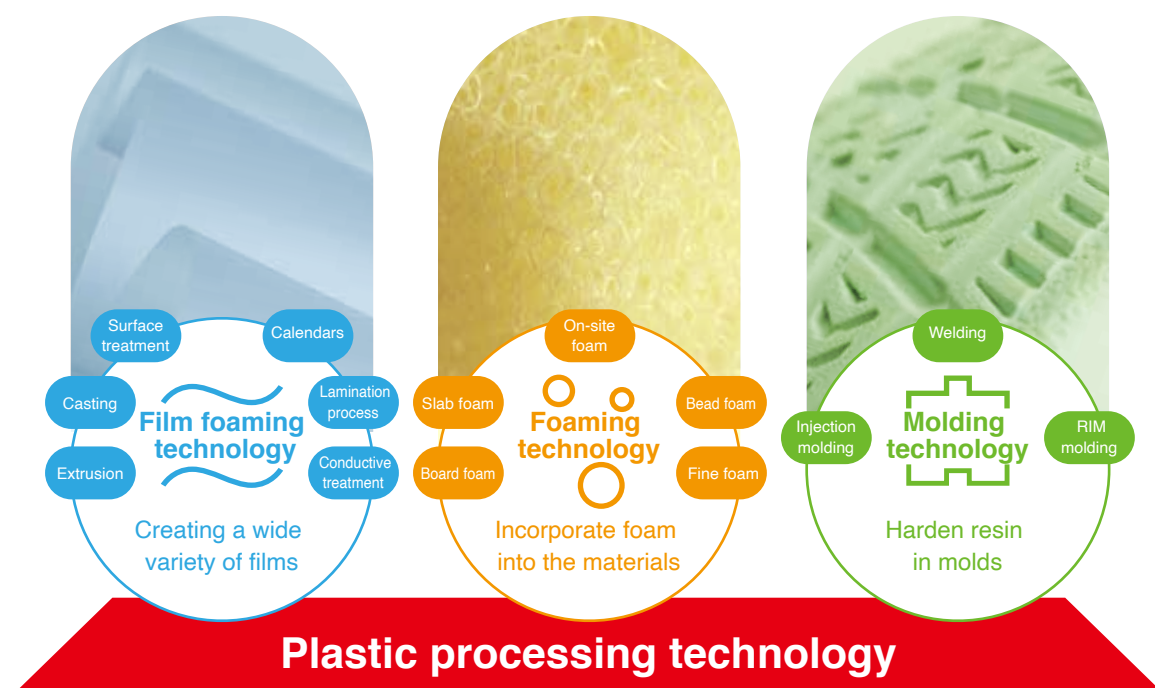 Surface
treatment
Calendars
Casting
Lamination
process
Film foaming
technology
Extrusion
Conductive
treatment
Creating a wide
variety of films
On-site
foam
Slab foam
Bead foam
Foaming
technology
Board foam
Fine foam
Incorporate foam
into the materials
Welding
Injection
molding
Molding
technology
RIM
molding
Harden resin
in molds
Plastic processing technology